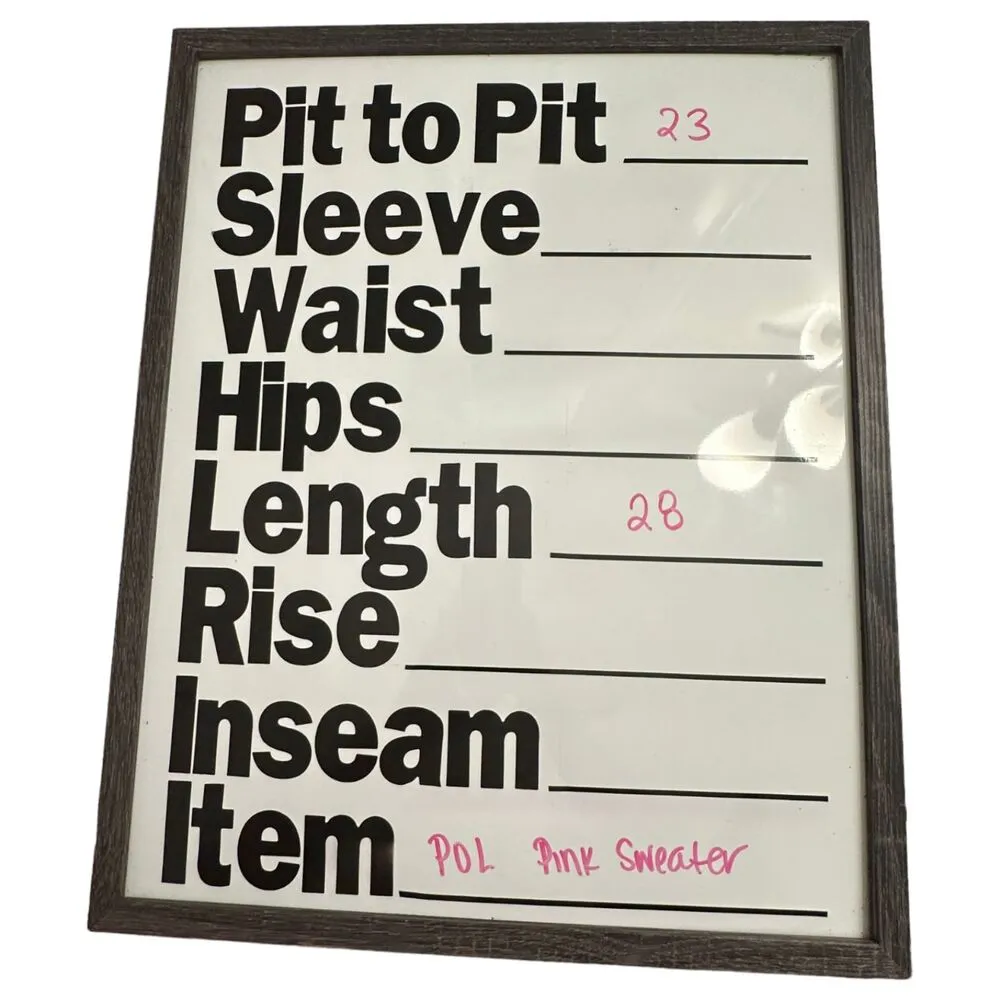 Pit to Pit 23
Sleeve
Waist
Hips
Length 28
Rise
Inseam
Item POL Pink Sweater